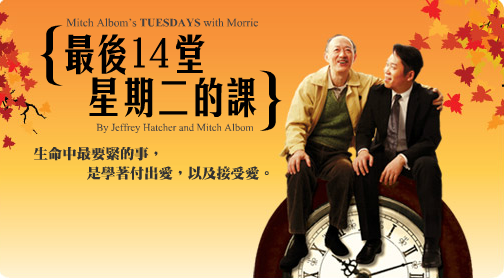 Mitch Albom's TUESDAYS with Morrie
{最後14堂
星期二的課}
By Jeffrey Hatcher and Mitch Albom
生命中最要緊的事，
是學著付出愛，以及接受愛。